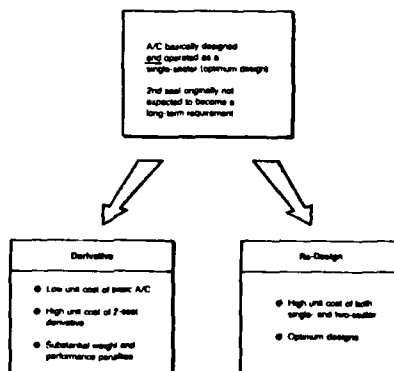 A/C basically designed
and operated as a
single-seater (optimum design)
2nd seat originally not
expected to become a
long-term requirement
Derivative
● Low unit cost of basic A/C
● High unit cost of 2-seat
derivative
● Substantial weight and
performance penalties
Re-Design
● High unit cost of both
single- and two-seater
● Optimum designs